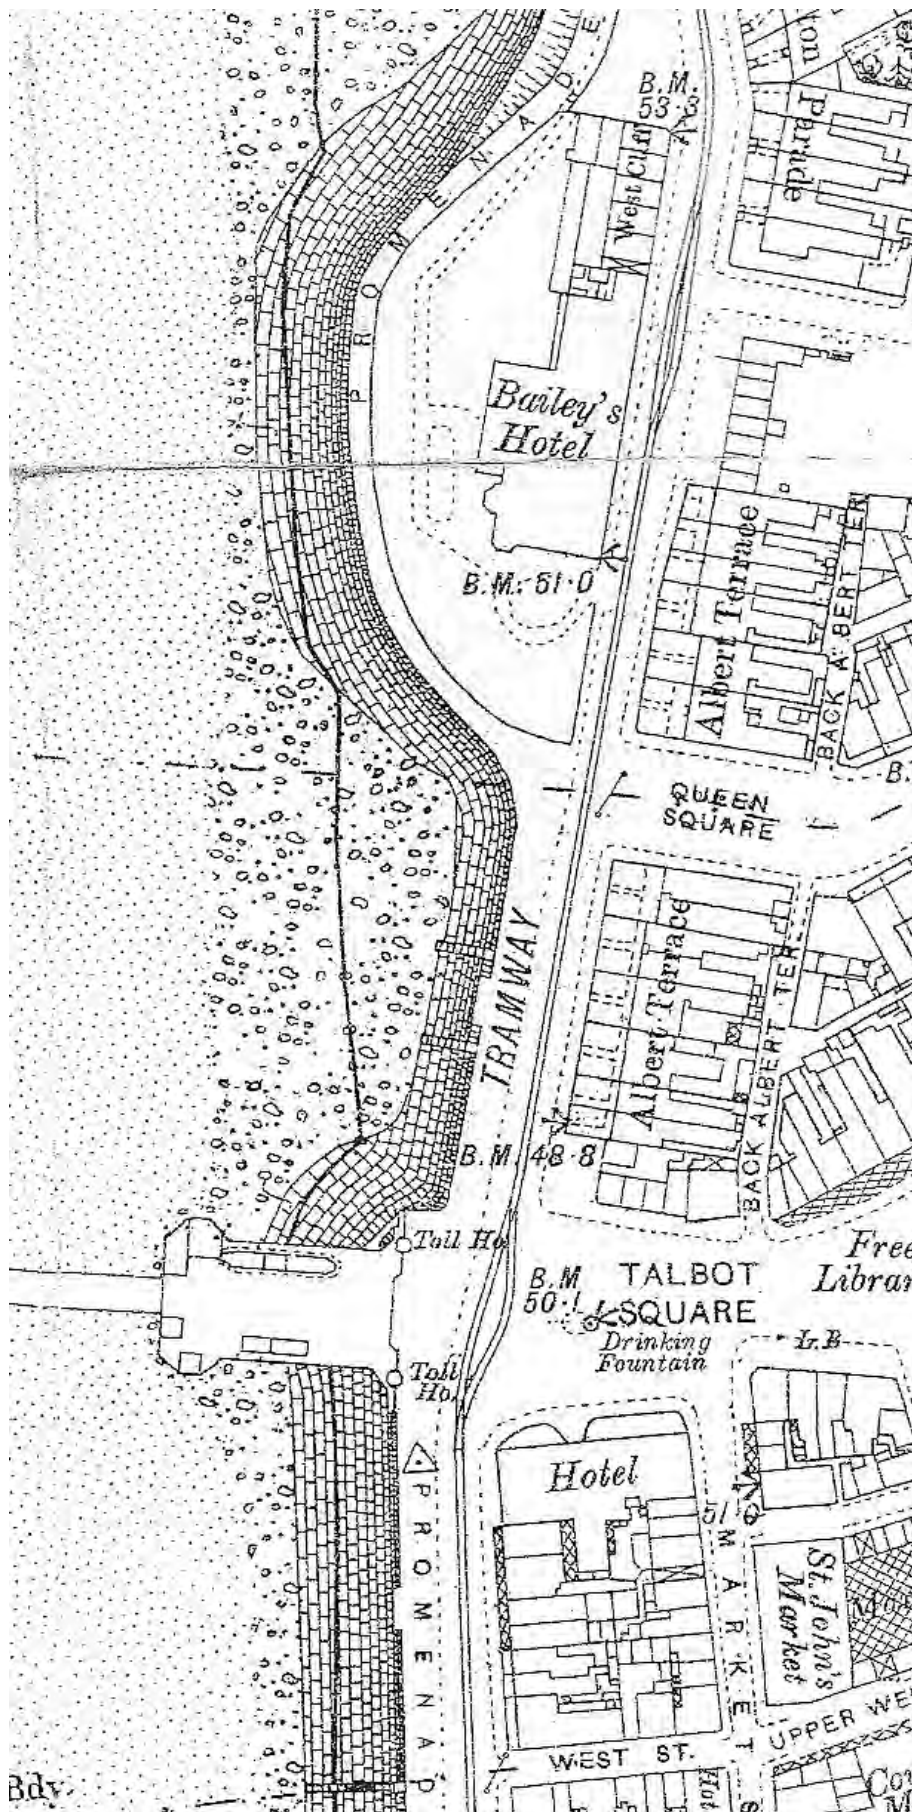 PROMENADE
B.M.
53·3
West Cliff
Parade
Bailey's
Hotel
B.M. 51·0
Albert Terrace
BACK ALBERT TER
QUEEN
SQUARE
TRAMWAY
Albert Terrace
BACK ALBERT TER
B.M. 48·8
Toll Ho.
Free
TALBOT
SQUARE
B.M
50·1
Drinking
Fountain
L.B
Toll
Ho.
Hotel
PROMENAD
MARKET
St. John's
Market
WEST ST.
UPPER WE
Bdy.